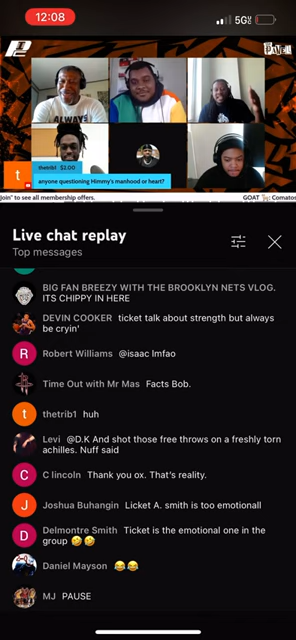 12:08
5G
P2
PAVELL
ALWAYS
t
thetrib1 $2.00
anyone questioning Himmy's manhood or heart?
Join" to see all membership offers.
GOAT
: Comatos
Live chat replay
Top messages
BIG FAN BREEZY WITH THE BROOKLYN NETS VLOG.
ITS CHIPPY IN HERE
DEVIN COOKER ticket talk about strength but always
be cryin'
R
Robert Williams @isaac lmfao
Time Out with Mr Mas Facts Bob.
t
thetrib1 huh
Levi @D.K And shot those free throws on a freshly torn
achilles. Nuff said
C
C lincoln Thank you ox. That's reality.
J
Joshua Buhangin Licket A. smith is too emotionall
D
Delmontre Smith Ticket is the emotional one in the
group 🤣🤣
Daniel Mayson 😂😂
MJ PAUSE